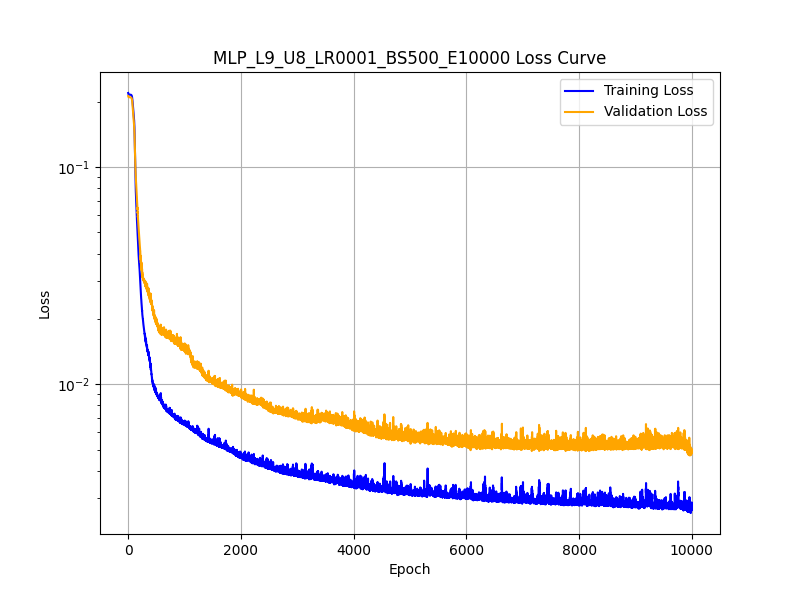 MLP_L9_U8_LR0001_BS500_E10000 Loss Curve
Training Loss
Validation Loss
10⁻¹
10⁻²
Loss
0 2000 4000 6000 8000 10000
Epoch